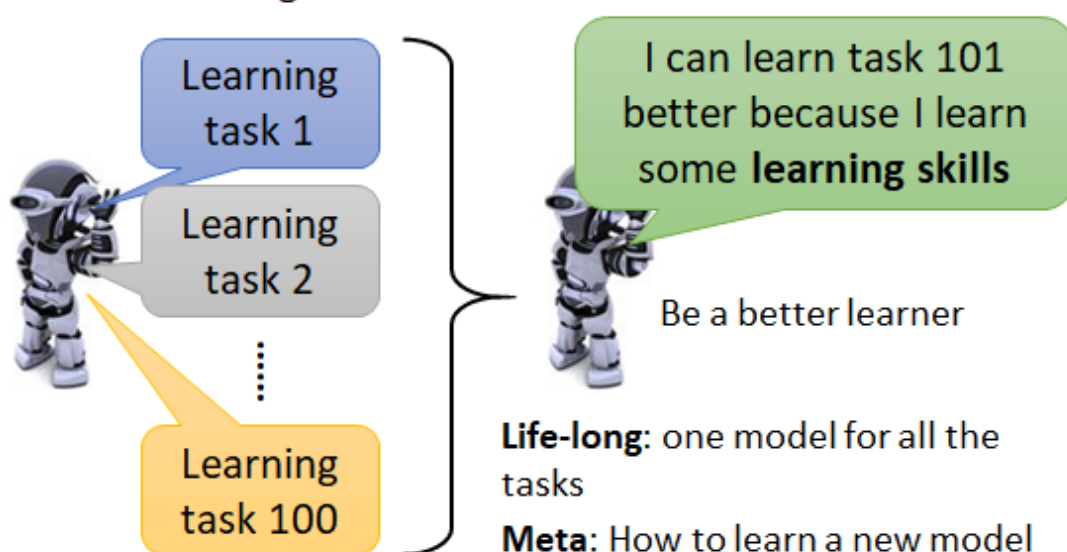 Learning
task 1
Learning
task 2
......
Learning
task 100
I can learn task 101
better because I learn
some learning skills
Be a better learner
Life-long: one model for all the
tasks
Meta: How to learn a new model